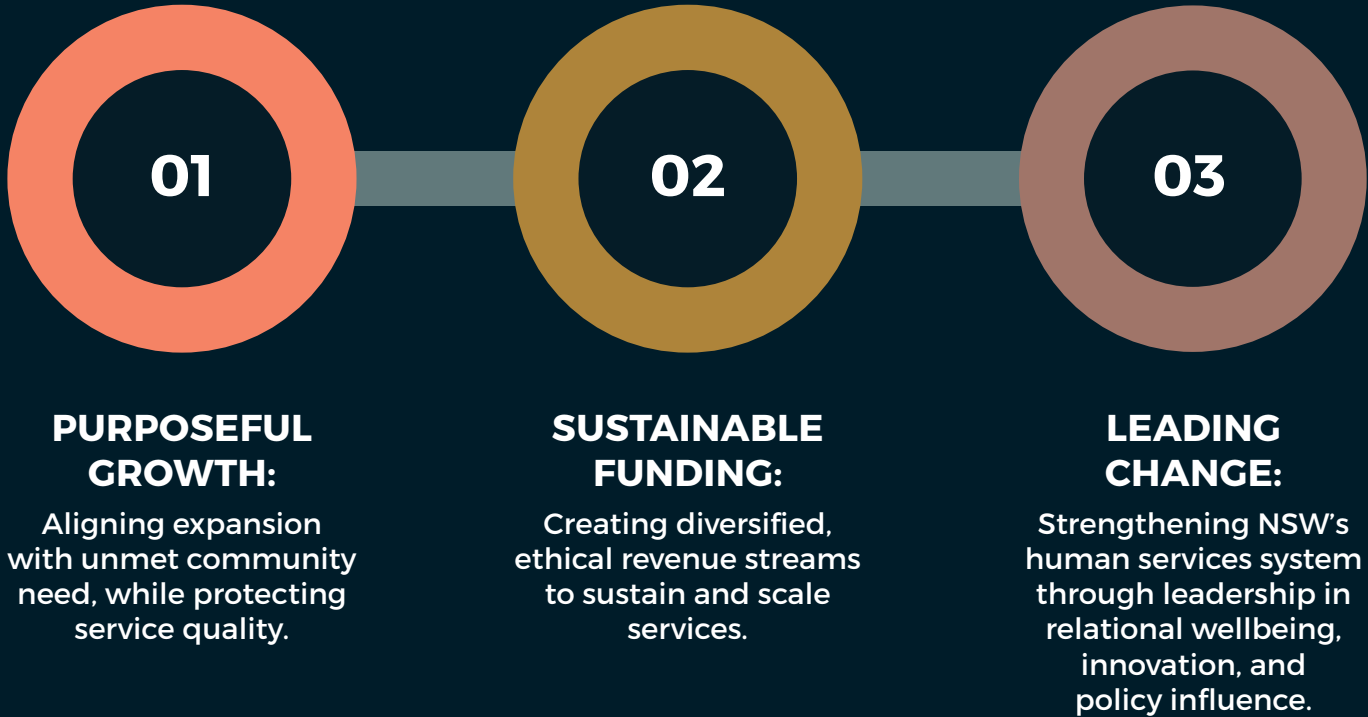 01
PURPOSEFUL
GROWTH:
Aligning expansion
with unmet community
need, while protecting
service quality.
02
SUSTAINABLE
FUNDING:
Creating diversified,
ethical revenue streams
to sustain and scale
services.
03
LEADING
CHANGE:
Strengthening NSW’s
human services system
through leadership in
relational wellbeing,
innovation, and
policy influence.